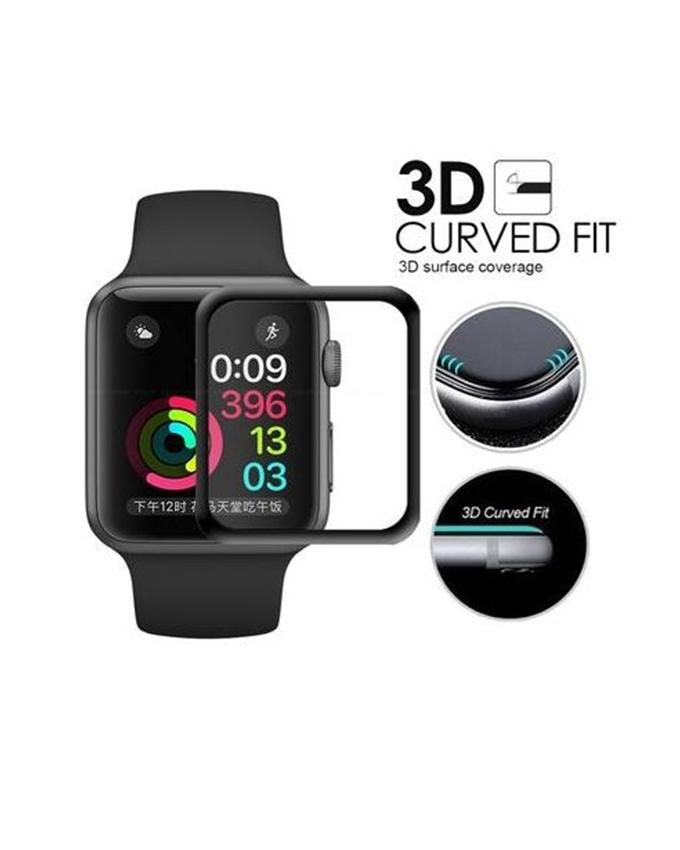 3D
CURVED FIT
3D surface coverage
0:09
396
13
03
下午12时 天堂吃午饭
3D Curved Fit